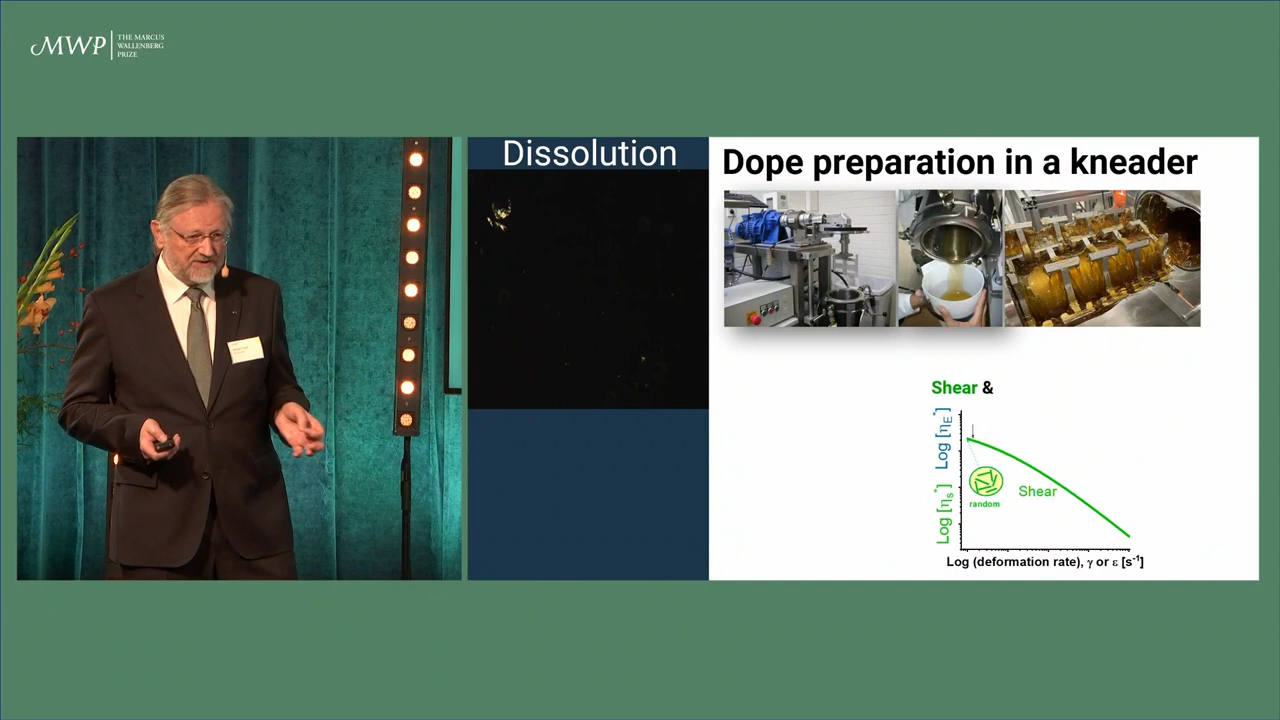 MWP
THE MARCUS
WALLENBERG
PRIZE
Dissolution
Dope preparation in a kneader
Shear &
Log [ηs*] Log [ηE*]
random
Shear
Log (deformation rate), γ or ε [s-1]